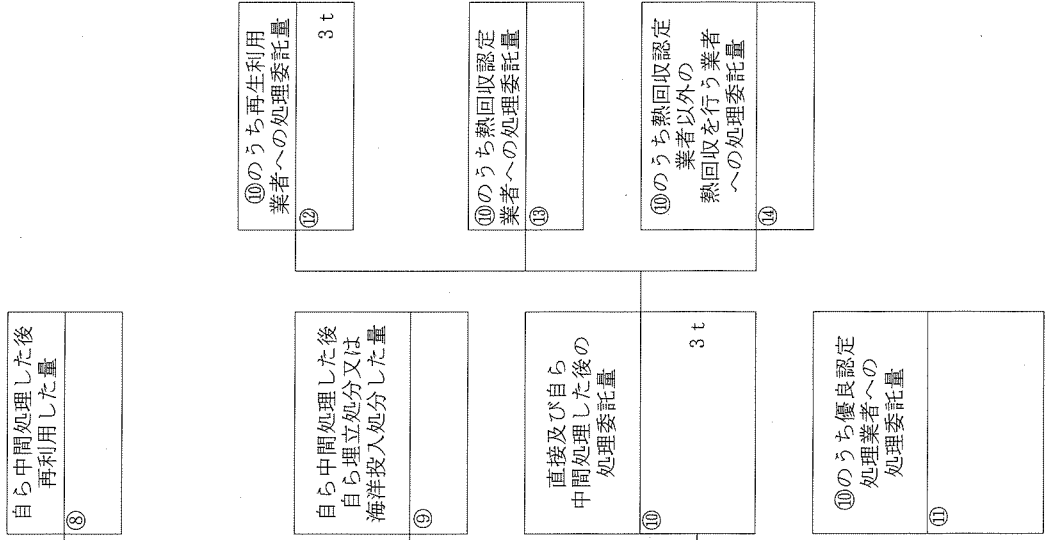 自ら中間処理した後
再利用した量
⑧
自ら中間処理した後
自ら埋立処分又は
海洋投入処分した量
⑨
直接及び自ら
中間処理した後の
処理委託量
⑩
3 t
⑩のうち優良認定
処理業者への
処理委託量
⑪
⑩のうち再生利用
業者への処理委託量
⑫
3 t
⑩のうち熱回収認定
業者への処理委託量
⑬
⑩のうち熱回収認定
業者以外の
熱回収を行う業者
への処理委託量
⑭